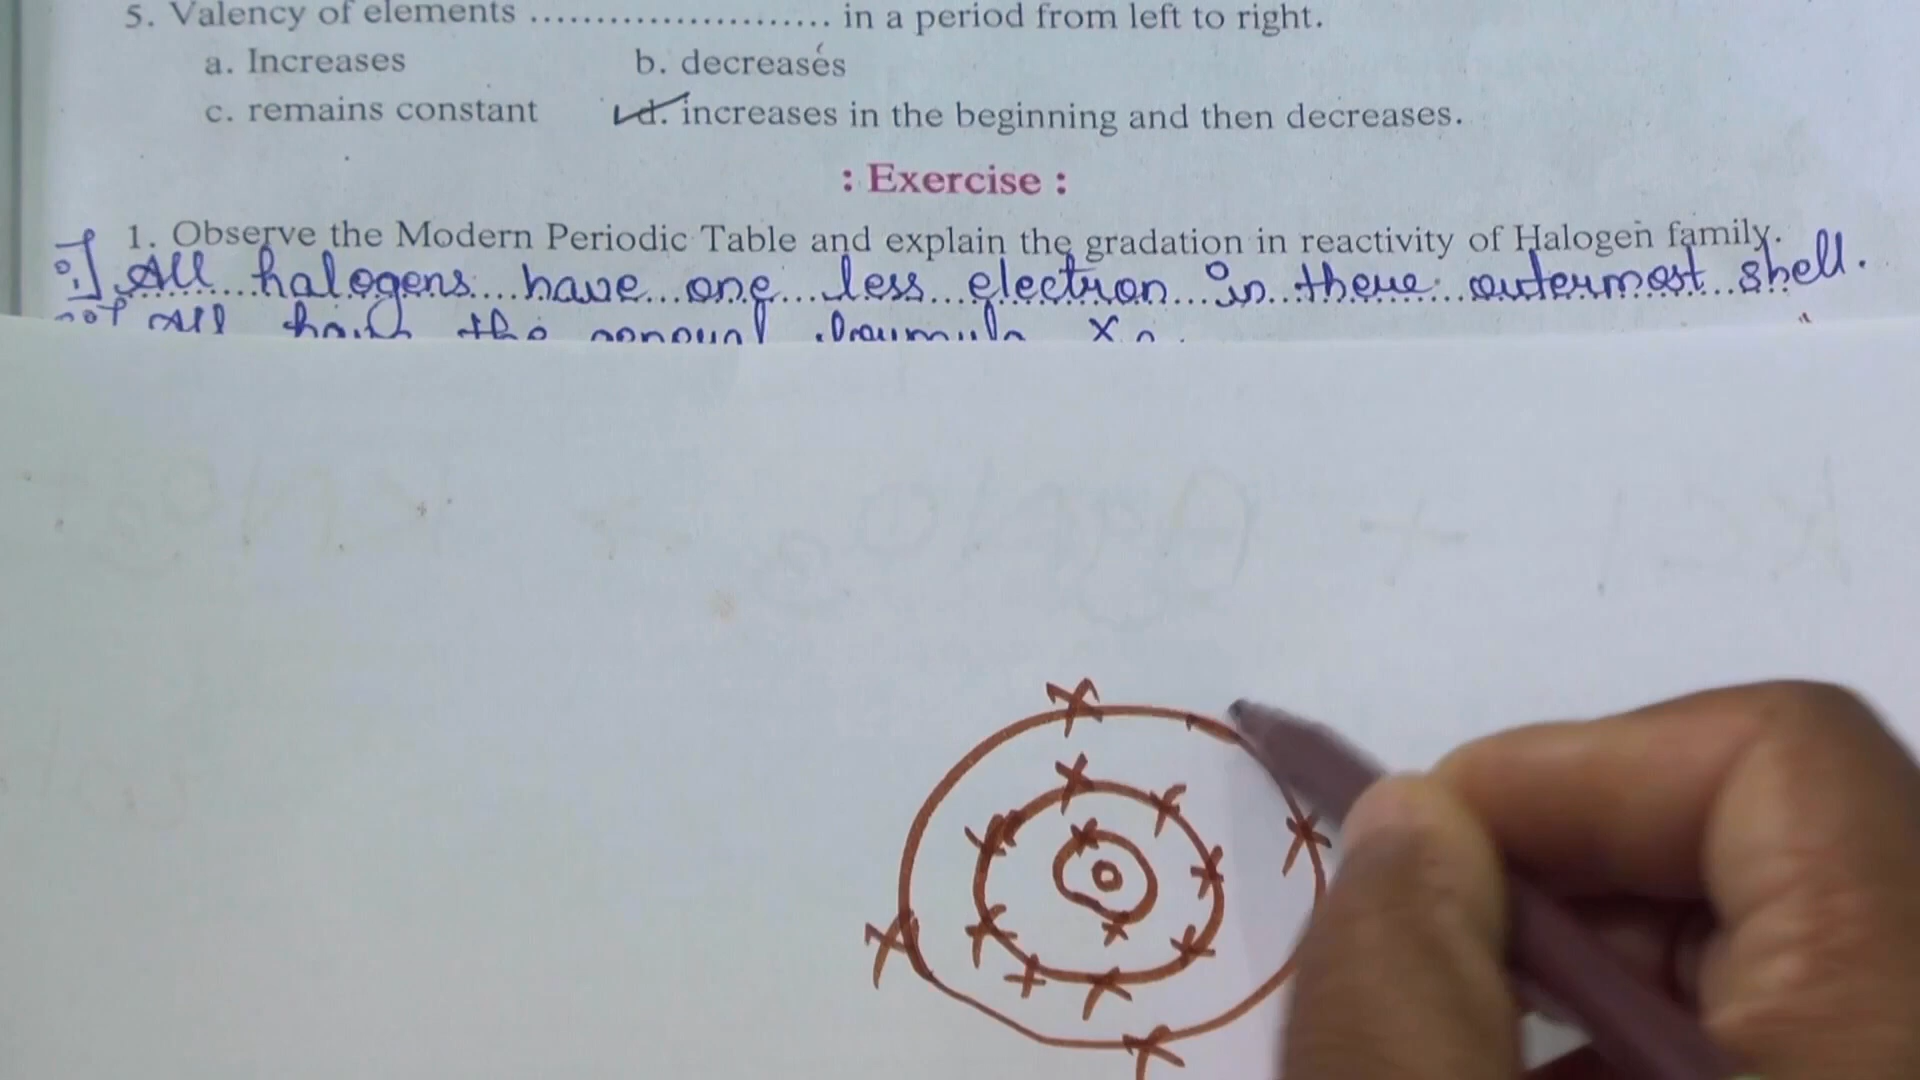 5. Valency of elements ....................... in a period from left to right.
a. Increases b. decreases
c. remains constant d. increases in the beginning and then decreases.
: Exercise :
1. Observe the Modern Periodic Table and explain the gradation in reactivity of Halogen family.
i] All halogens have one less electron in there outermost shell.
All the